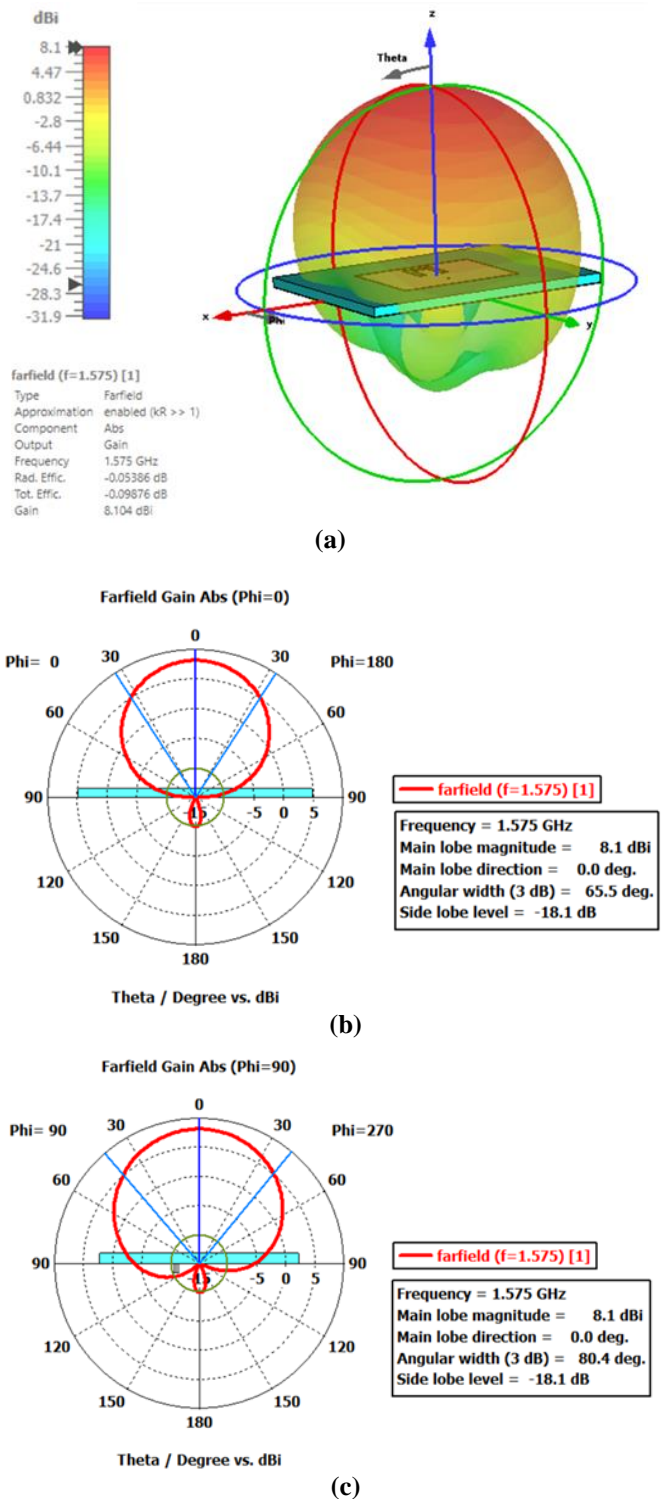 dBi
8.1
4.47
0.832
-2.8
-6.44
-10.1
-13.7
-17.4
-21
-24.6
-28.3
-31.9
z
Theta
x
Phi
y
farfield (f=1.575) [1]
Type Farfield
Approximation enabled (kR >> 1)
Component Abs
Output Gain
Frequency 1.575 GHz
Rad. Effic. -0.05386 dB
Tot. Effic. -0.09876 dB
Gain 8.104 dBi
(a)
Farfield Gain Abs (Phi=0)
0
Phi= 0 30 30 Phi=180
60 60
90 -15 -5 0 5 90
120 120
150 150
180
Theta / Degree vs. dBi
farfield (f=1.575) [1]
Frequency = 1.575 GHz
Main lobe magnitude = 8.1 dBi
Main lobe direction = 0.0 deg.
Angular width (3 dB) = 65.5 deg.
Side lobe level = -18.1 dB
(b)
Farfield Gain Abs (Phi=90)
0
Phi= 90 30 30 Phi=270
60 60
90 -15 -5 0 5 90
120 120
150 150
180
Theta / Degree vs. dBi
farfield (f=1.575) [1]
Frequency = 1.575 GHz
Main lobe magnitude = 8.1 dBi
Main lobe direction = 0.0 deg.
Angular width (3 dB) = 80.4 deg.
Side lobe level = -18.1 dB
(c)